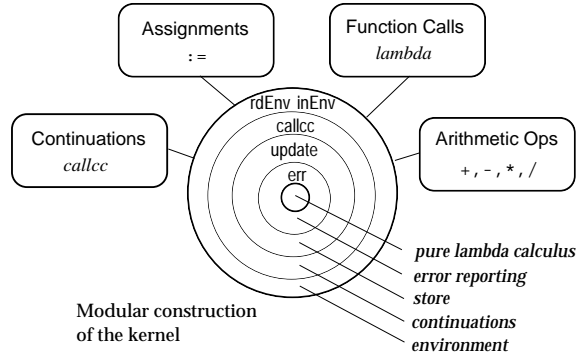 Assignments
:=
Function Calls
lambda
Continuations
callcc
Arithmetic Ops
+,-,*,/
rdEnv inEnv
callcc
update
err
pure lambda calculus
error reporting
store
continuations
environment
Modular construction
of the kernel